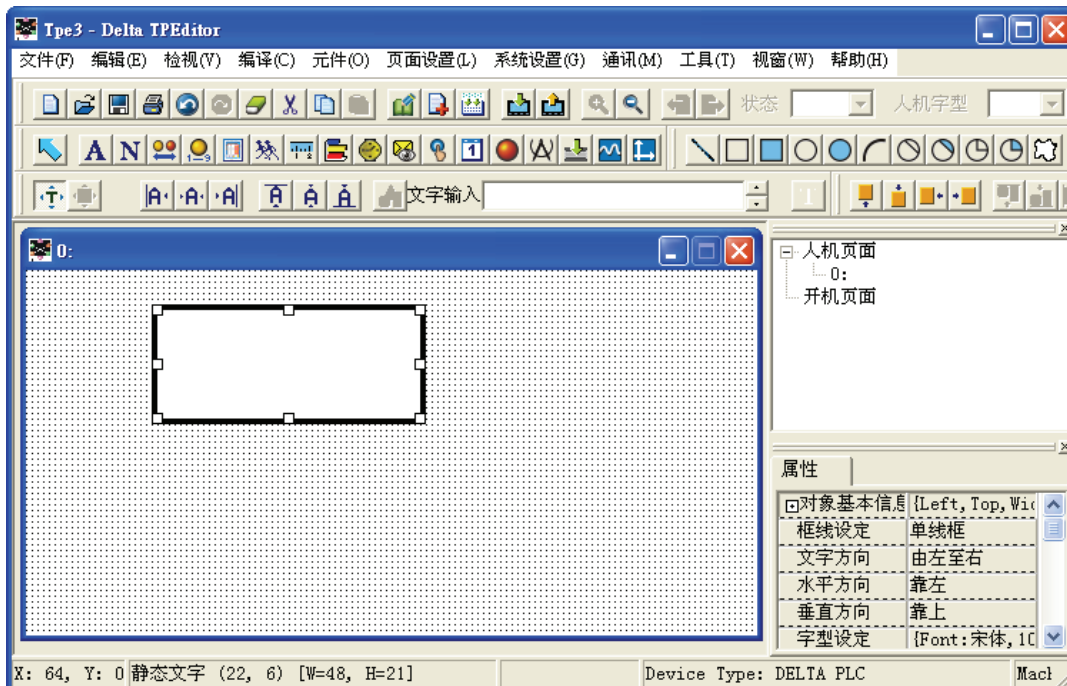 Tpe3 - Delta TPEditor
文件(F) 编辑(E) 检视(V) 编译(C) 元件(O) 页面设置(L) 系统设置(G) 通讯(M) 工具(T) 视窗(W) 帮助(H)
状态 人机字型
A N 1
T A A A A A A 文字输入 T
0:
人机页面
0:
开机页面
属性
对象基本信息 {Left,Top,Wi
框线设定 单线框
文字方向 由左至右
水平方向 靠左
垂直方向 靠上
字型设定 {Font:宋体,10
X: 64, Y: 0 静态文字 (22, 6) [W=48, H=21] Device Type: DELTA PLC Mac